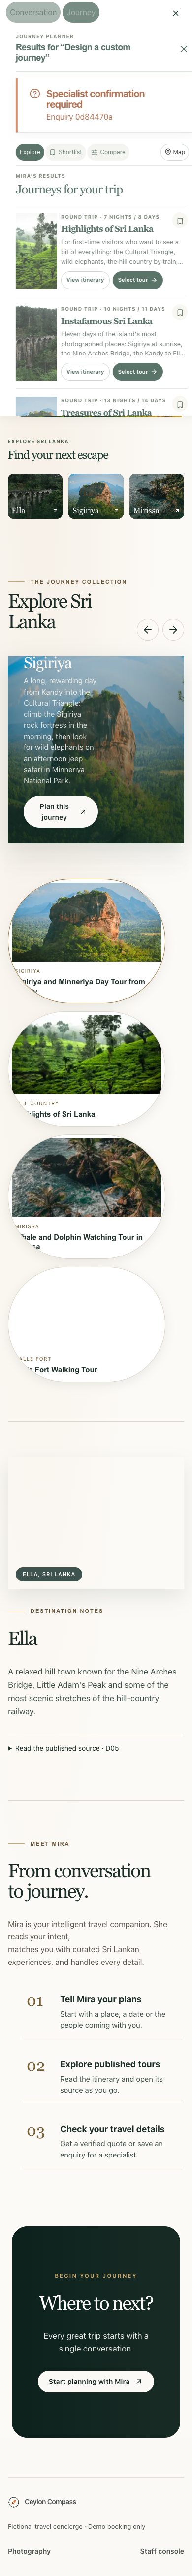 Conversation Journey
JOURNEY PLANNER
Results for “Design a custom
journey”
Specialist confirmation
required
Enquiry 0d84470a
Explore Shortlist Compare Map
MIRA'S RESULTS
Journeys for your trip
ROUND TRIP · 7 NIGHTS / 8 DAYS
Highlights of Sri Lanka
For first-time visitors who want to see a
bit of everything: the Cultural Triangle,
wild elephants, the hill country by train,...
View itinerary Select tour
ROUND TRIP · 10 NIGHTS / 11 DAYS
Instafamous Sri Lanka
Eleven days of the island's most
photographed places: Sigiriya at sunrise,
the Nine Arches Bridge, the Kandy to Ell...
View itinerary Select tour
ROUND TRIP · 13 NIGHTS / 14 DAYS
Treasures of Sri Lanka
EXPLORE SRI LANKA
Find your next escape
Ella Sigiriya Mirissa
THE JOURNEY COLLECTION
Explore Sri
Lanka
Sigiriya
A long, rewarding day
from Kandy into the
Cultural Triangle:
climb the Sigiriya
rock fortress in the
morning, then look
for wild elephants on
an afternoon jeep
safari in Minneriya
National Park.
Plan this
journey
SIGIRIYA
giriya and Minneriya Day Tour from
HILL COUNTRY
hlights of Sri Lanka
MIRISSA
hale and Dolphin Watching Tour in
GALLE FORT
Fort Walking Tour
ELLA, SRI LANKA
DESTINATION NOTES
Ella
A relaxed hill town known for the Nine Arches
Bridge, Little Adam's Peak and some of the
most scenic stretches of the hill-country
railway.
Read the published source · D05
MEET MIRA
From conversation
to journey.
Mira is your intelligent travel companion. She
reads your intent,
matches you with curated Sri Lankan
experiences, and handles every detail.
01 Tell Mira your plans
Start with a place, a date or the
people coming with you.
02 Explore published tours
Read the itinerary and open its
source as you go.
03 Check your travel details
Get a verified quote or save an
enquiry for a specialist.
BEGIN YOUR JOURNEY
Where to next?
Every great trip starts with a
single conversation.
Start planning with Mira
Ceylon Compass
Fictional travel concierge · Demo booking only
Photography Staff console